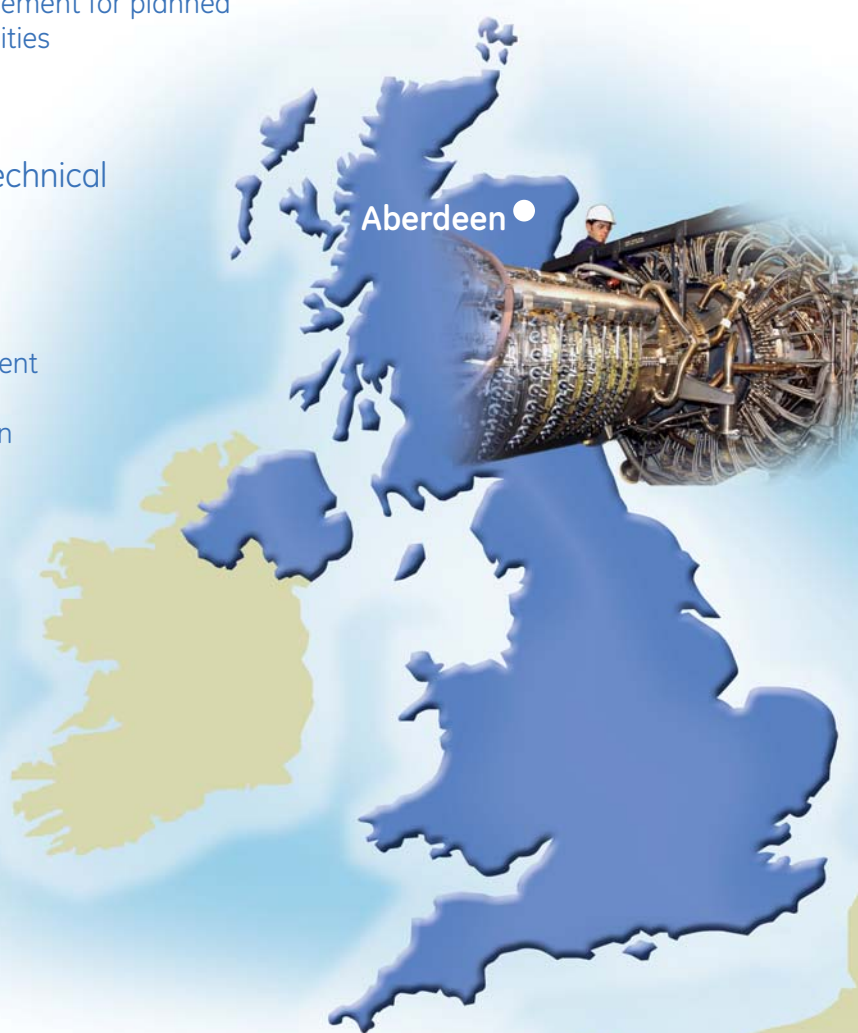 ement for planned
ities
echnical
Aberdeen
ent
n